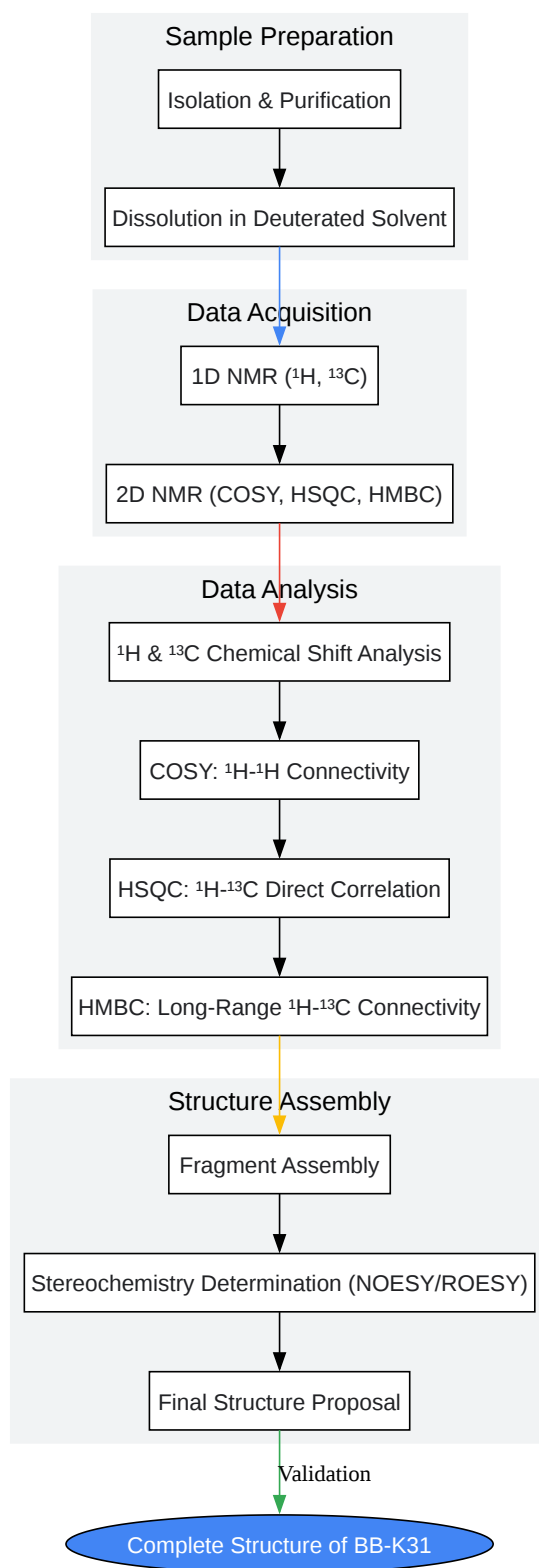 Sample Preparation
Isolation & Purification
Dissolution in Deuterated Solvent
Data Acquisition
1D NMR (¹H, ¹³C)
2D NMR (COSY, HSQC, HMBC)
Data Analysis
¹H & ¹³C Chemical Shift Analysis
COSY: ¹H-¹H Connectivity
HSQC: ¹H-¹³C Direct Correlation
HMBC: Long-Range ¹H-¹³C Connectivity
Structure Assembly
Fragment Assembly
Stereochemistry Determination (NOESY/ROESY)
Final Structure Proposal
Validation
Complete Structure of BB-K31